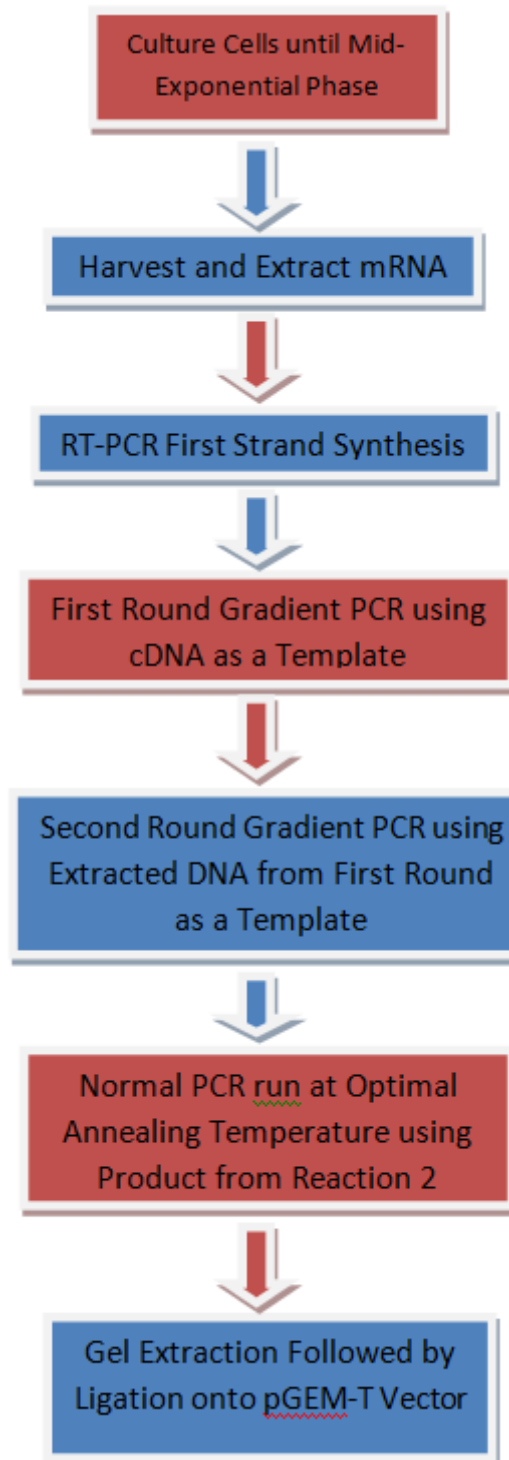 Culture Cells until Mid-
Exponential Phase
Harvest and Extract mRNA
RT-PCR First Strand Synthesis
First Round Gradient PCR using
cDNA as a Template
Second Round Gradient PCR using
Extracted DNA from First Round
as a Template
Normal PCR run at Optimal
Annealing Temperature using
Product from Reaction 2
Gel Extraction Followed by
Ligation onto pGEM-T Vector